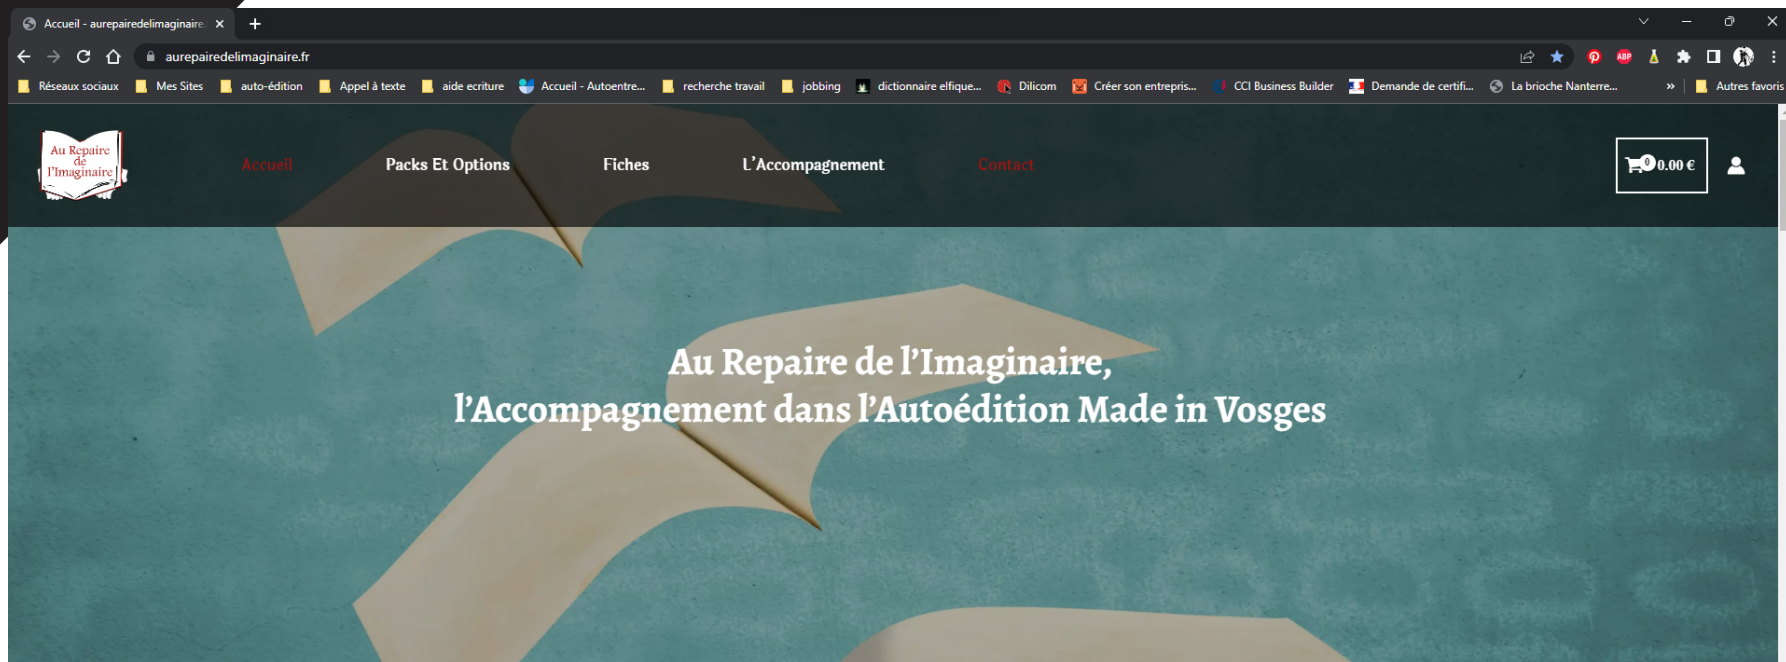 Accueil - aurepairedelimaginaire.
aurepairedelimaginaire.fr
ABP
Réseaux sociaux Mes Sites auto-édition Appel à texte aide ecriture Accueil - Autoentre... recherche travail jobbing dictionnaire elfique... Dilicom Créer son entrepris... CCI Business Builder Demande de certifi... La brioche Nanterre... » Autres favoris
Au Repaire
de
l'Imaginaire
Accueil Packs Et Options Fiches L'Accompagnement Contact 0 0.00 €
Au Repaire de l'Imaginaire,
l'Accompagnement dans l'Autoédition Made in Vosges